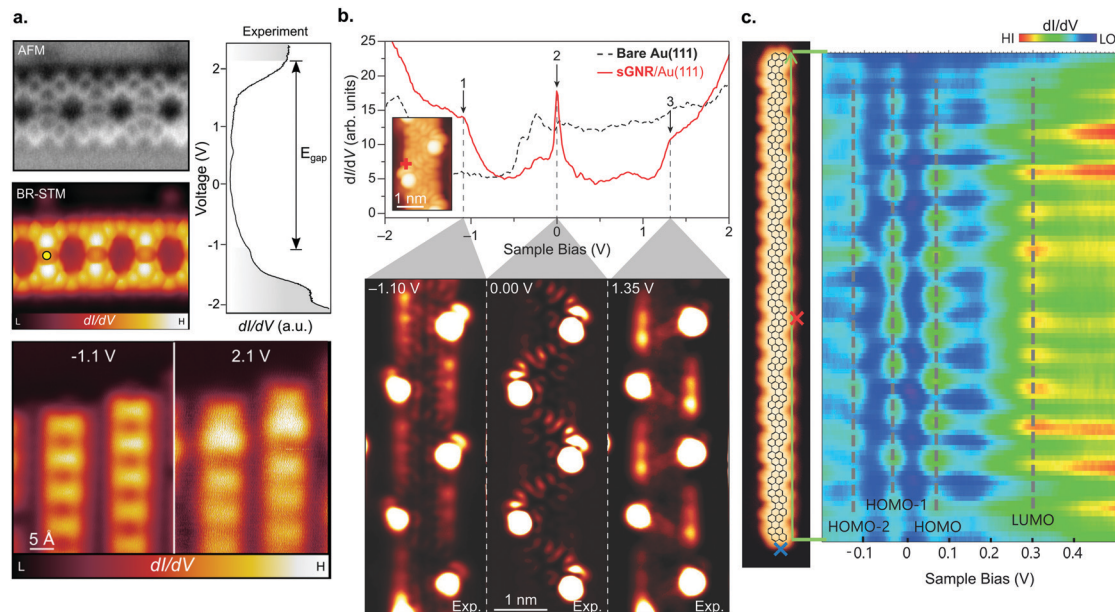 a.
AFM
BR-STM
L dI/dV H
Experiment
Voltage (V)
2
1
0
-1
-2
Egap
dI/dV (a.u.)
-1.1 V
2.1 V
5 Å
L dI/dV H
b.
dI/dV (arb. units)
25
20
15
10
5
0
Bare Au(111)
sGNR/Au(111)
1
2
3
1 nm
−2
−1
0
1
2
Sample Bias (V)
−1.10 V
0.00 V
1.35 V
Exp.
1 nm
Exp.
Exp.
c.
dI/dV
HI
LO
HOMO-2
HOMO-1
HOMO
LUMO
-0.1
0
0.1
0.2
0.3
0.4
Sample Bias (V)